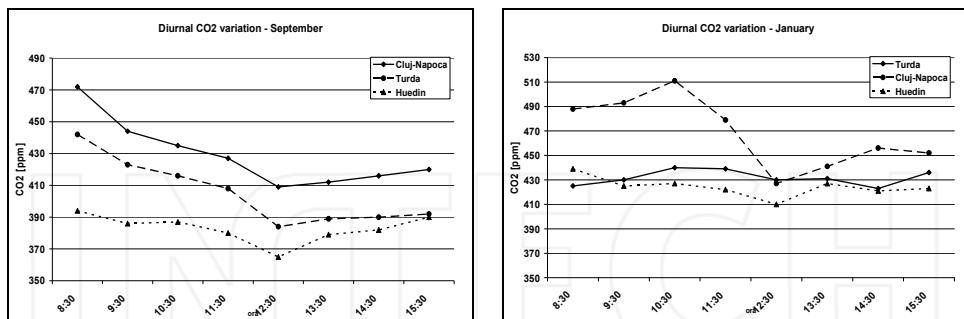 Diurnal CO2 variation - September
490
470
450
430
410
390
370
350
CO2 [ppm]
Cluj-Napoca
Turda
Huedin
8:30
9:30
10:30
11:30
12:30
13:30
14:30
15:30
ora
Diurnal CO2 variation - January
530
510
490
470
450
430
410
390
370
350
CO2 [ppm]
Turda
Cluj-Napoca
Huedin
8:30
9:30
10:30
11:30
12:30
13:30
14:30
15:30
ora
INTECH